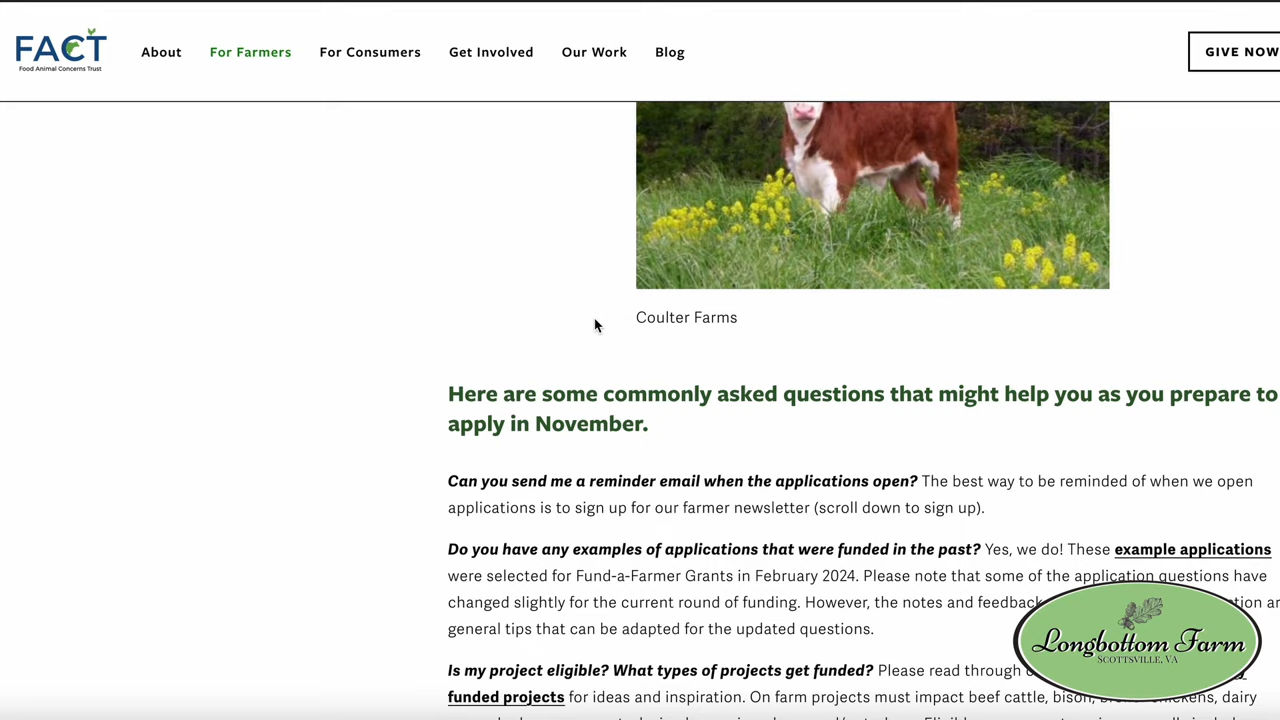 FACT
Food Animal Concerns Trust
About
For Farmers
For Consumers
Get Involved
Our Work
Blog
GIVE NOW
Coulter Farms
Here are some commonly asked questions that might help you as you prepare to
apply in November.
Can you send me a reminder email when the applications open? The best way to be reminded of when we open
applications is to sign up for our farmer newsletter (scroll down to sign up).
Do you have any examples of applications that were funded in the past? Yes, we do! These example applications
were selected for Fund-a-Farmer Grants in February 2024. Please note that some of the application questions have
changed slightly for the current round of funding. However, the notes and feedback
general tips that can be adapted for the updated questions.
Is my project eligible? What types of projects get funded? Please read through
funded projects for ideas and inspiration. On farm projects must impact beef cattle, bison, dairy
Longbottom Farm
SCOTTSVILLE, VA